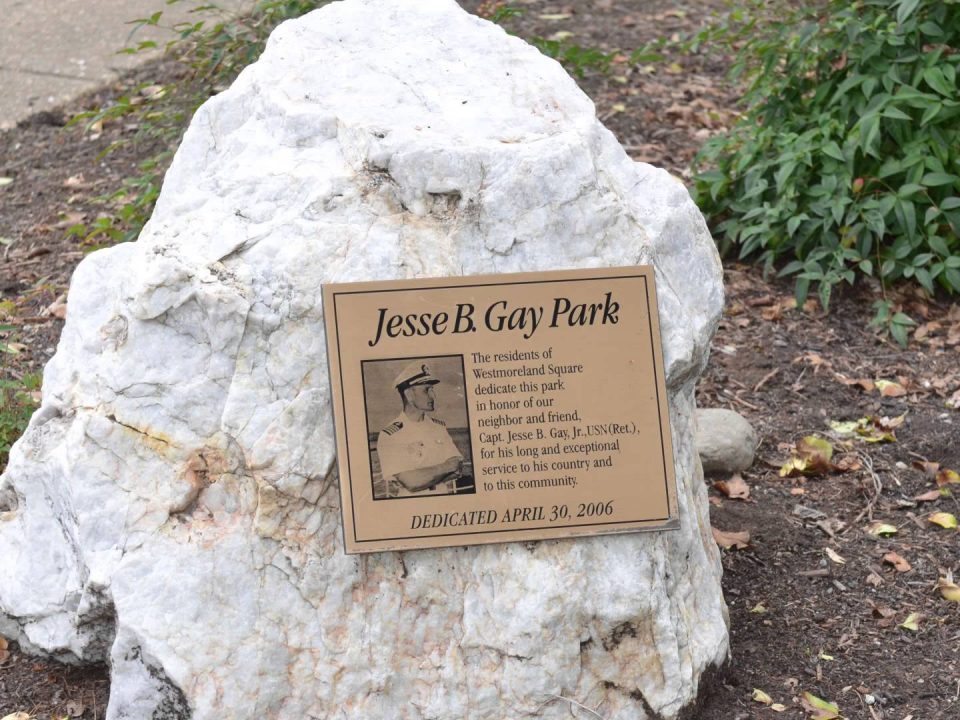 Jesse B. Gay Park
The residents of
Westmoreland Square
dedicate this park
in honor of our
neighbor and friend,
Capt. Jesse B. Gay, Jr., USN (Ret.),
for his long and exceptional
service to his country and
to this community.
DEDICATED APRIL 30, 2006